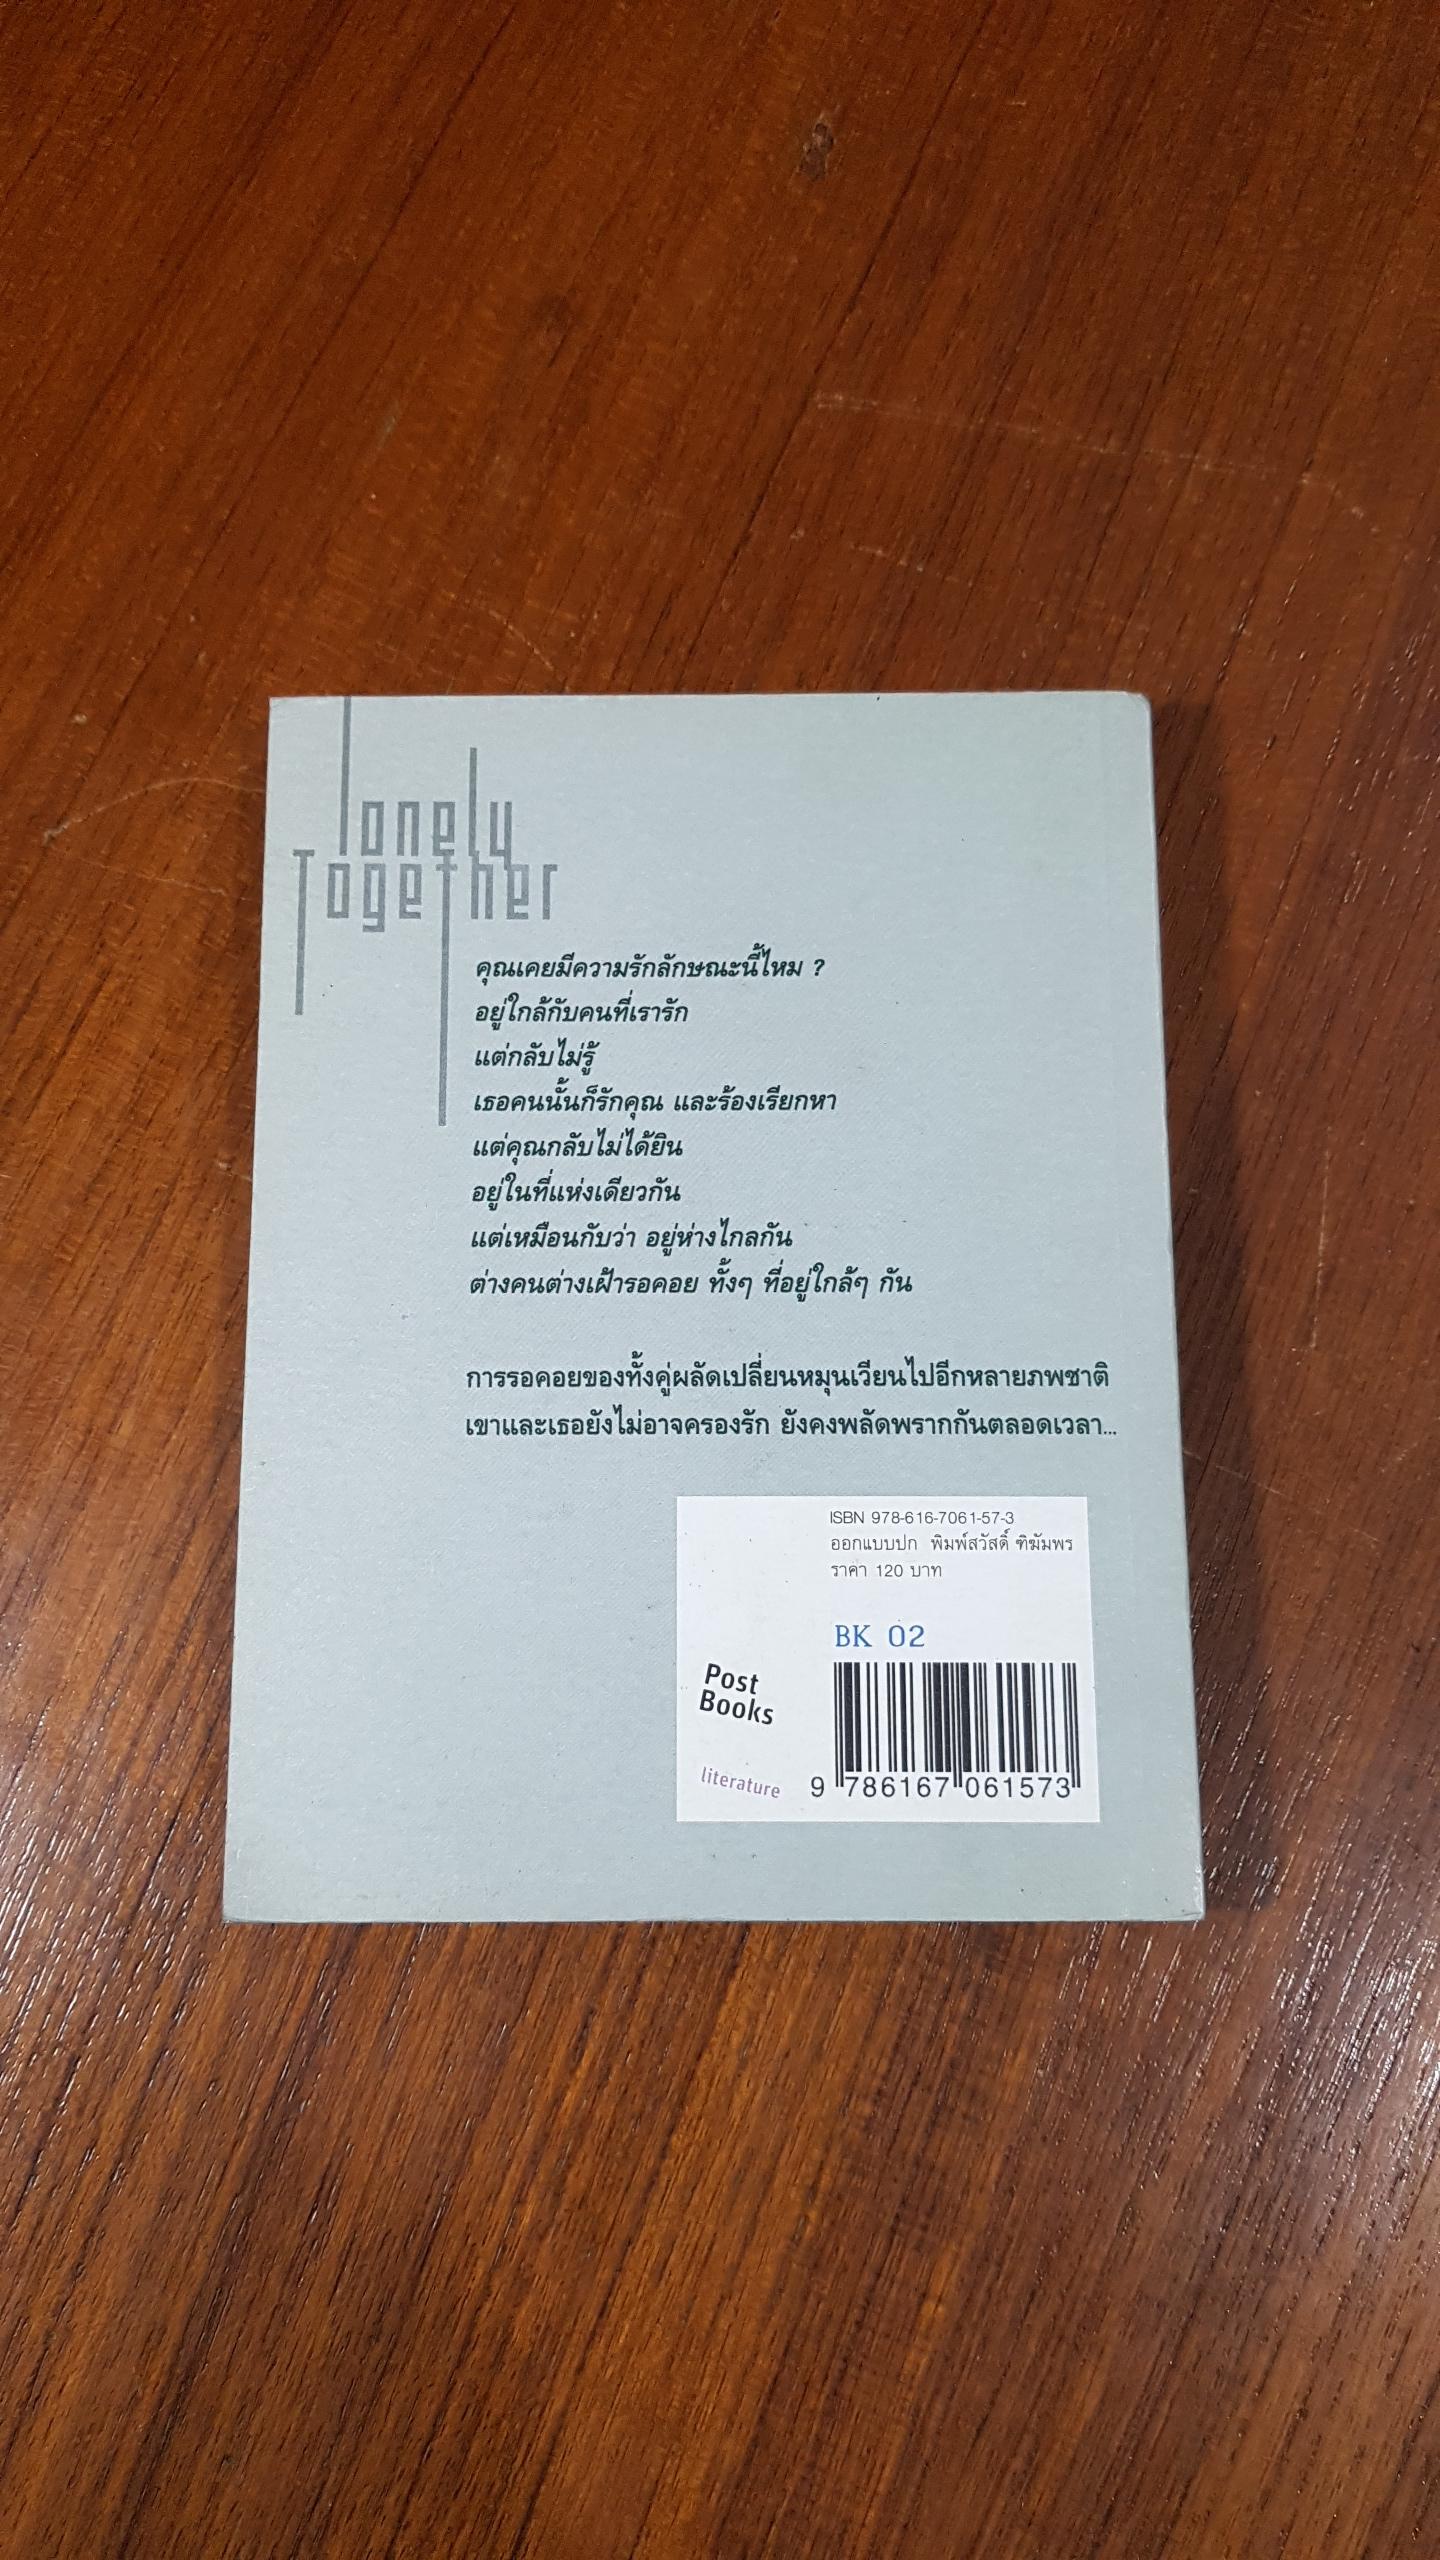 lonely
Together
คุณเคยมีความรักลักษณะนี้ไหม ?
อยู่ใกล้กับคนที่เรารัก
แต่กลับไม่รู้
เธอคนนั้นก็รักคุณ และร้องเรียกหา
แต่คุณกลับไม่ได้ยิน
อยู่ในที่แห่งเดียวกัน
แต่เหมือนกับว่า อยู่ห่างไกลกัน
ต่างคนต่างเฝ้ารอคอย ทั้งๆ ที่อยู่ใกล้ๆ กัน
การรอคอยของทั้งคู่ผลัดเปลี่ยนหมุนเวียนไปอีกหลายภพชาติ
เขาและเธอยังไม่อาจครองรัก ยังคงพลัดพรากกันตลอดเวลา...
ISBN 978-616-7061-57-3
ออกแบบปก พิมพ์สวัสดิ์ ทิฆัมพร
ราคา 120 บาท
BK 02
Post
Books
literature
9 786167 061573